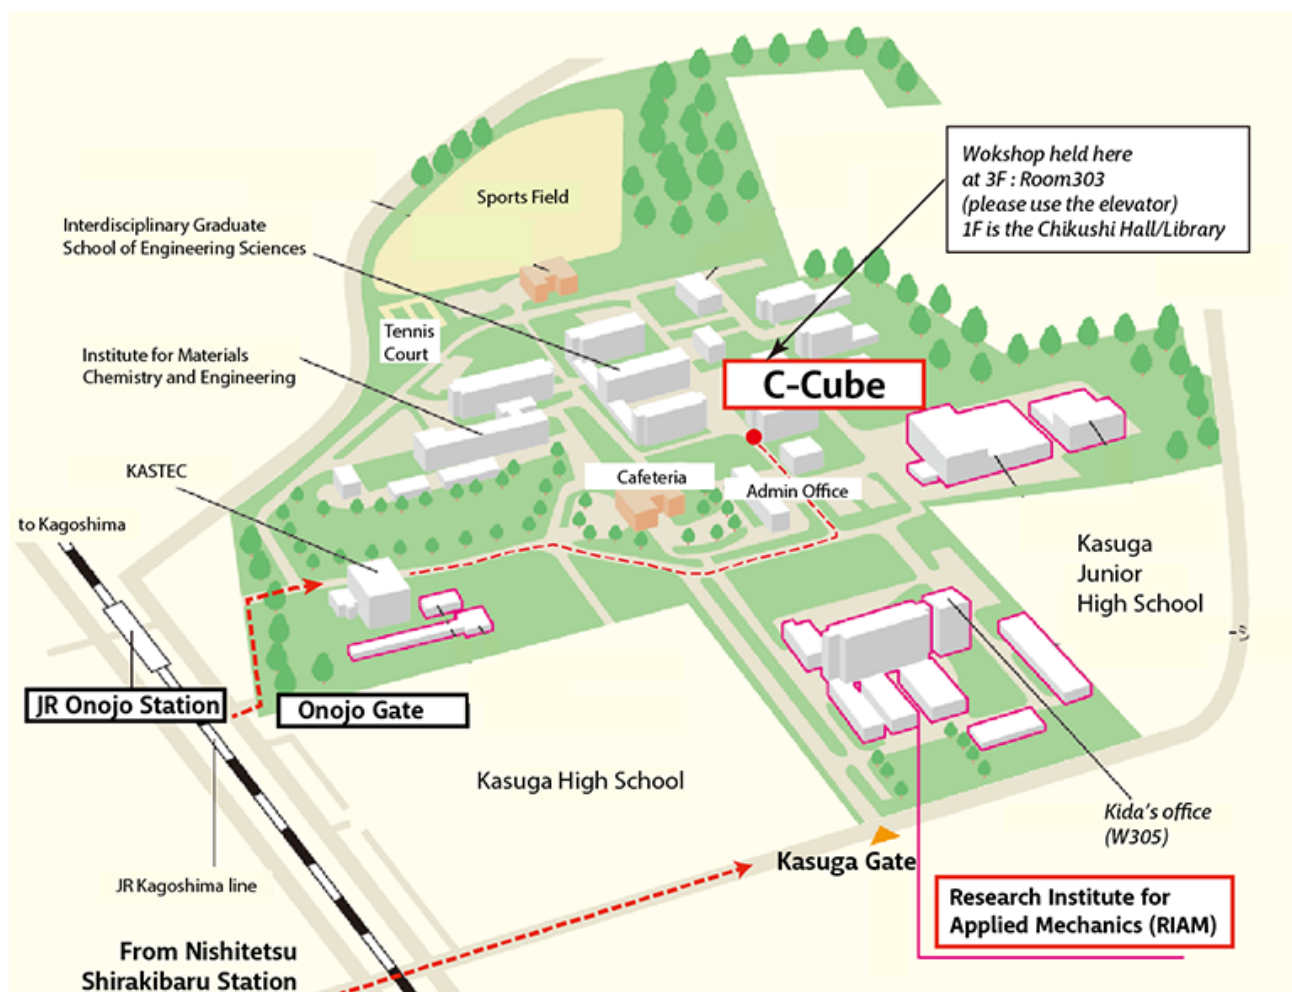 Wokshop held here
at 3F : Room303
(please use the elevator)
1F is the Chikushi Hall/Library
Sports Field
Interdisciplinary Graduate
School of Engineering Sciences
Tennis
Court
Institute for Materials
Chemistry and Engineering
C-Cube
KASTEC
Cafeteria
Admin Office
to Kagoshima
Kasuga
Junior
High School
JR Onojo Station
Onojo Gate
Kasuga High School
Kida's office
(W305)
Kasuga Gate
JR Kagoshima line
Research Institute for
Applied Mechanics (RIAM)
From Nishitetsu
Shirakibaru Station